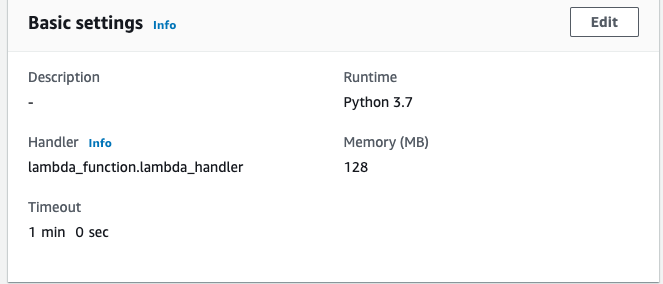 Basic settings Info Edit
Description Runtime
- Python 3.7
Handler Info Memory (MB)
lambda_function.lambda_handler 128
Timeout
1 min 0 sec